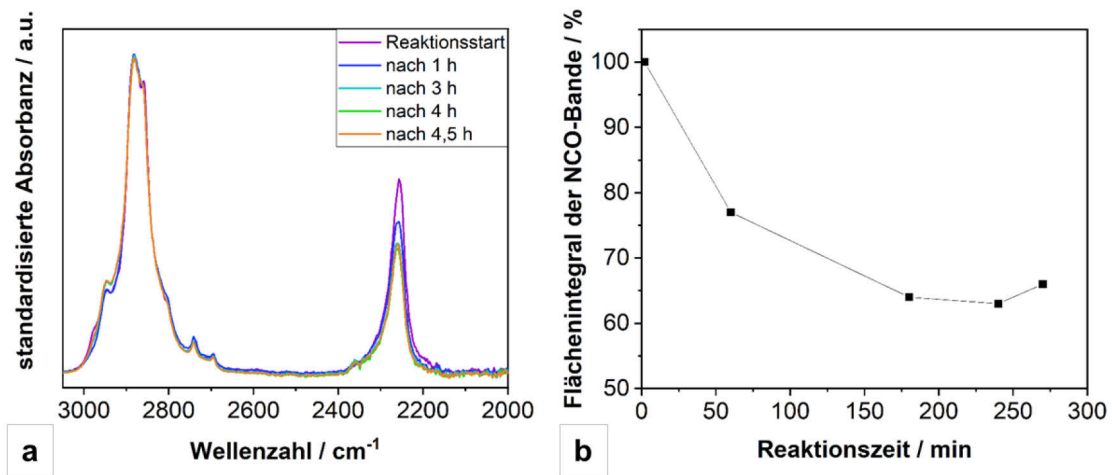 standardisierte Absorbanz / a.u.
Reaktionsstart
nach 1 h
nach 3 h
nach 4 h
nach 4,5 h
3000 2800 2600 2400 2200 2000
Wellenzahl / cm⁻¹
a
Flächenintegral der NCO-Bande / %
100
90
80
70
60
50
0 50 100 150 200 250 300
Reaktionszeit / min
b